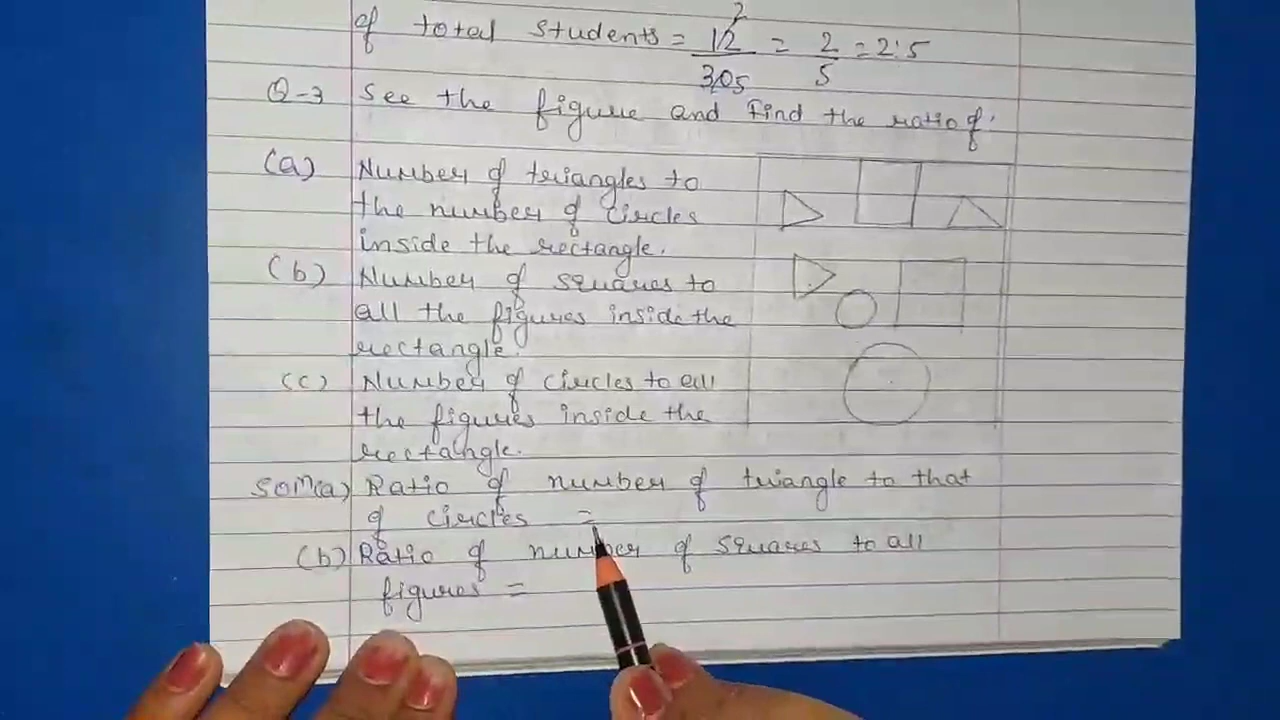 of total students = 12/30 = 2/5 = 2:5
2
5
Q-3 See the figure and find the ratio of
(a) Number of triangles to
the number of circles
inside the rectangle.
(b) Number of squares to
all the figures inside the
rectangle.
(c) Number of circles to all
the figures inside the
rectangle.
Soln(a) Ratio of number of triangle to that
of circles =
(b) Ratio of number of squares to all
figures =